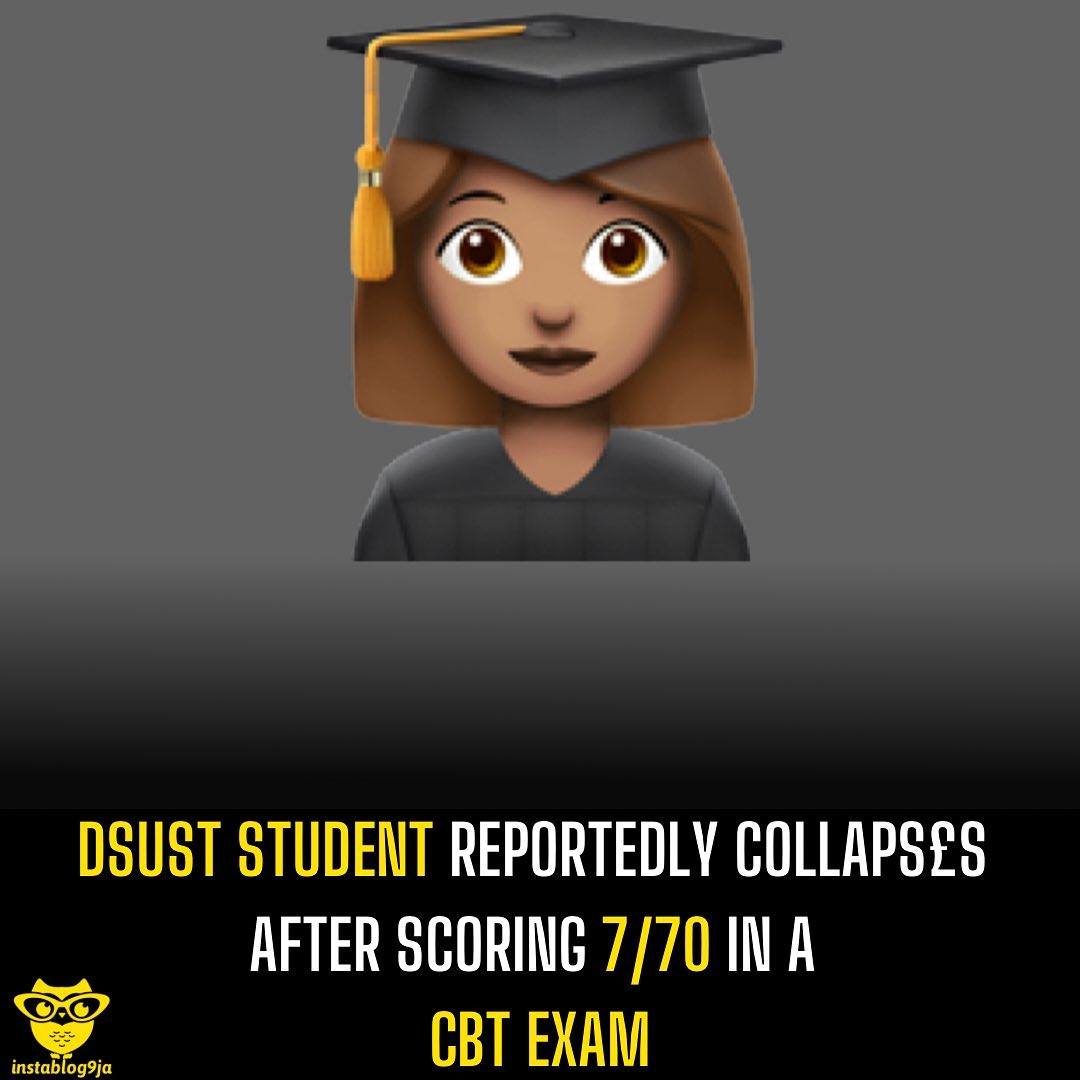 DSUST STUDENT REPORTEDLY COLLAPS£S
AFTER SCORING 7/70 IN A
CBT EXAM
instablog9ja